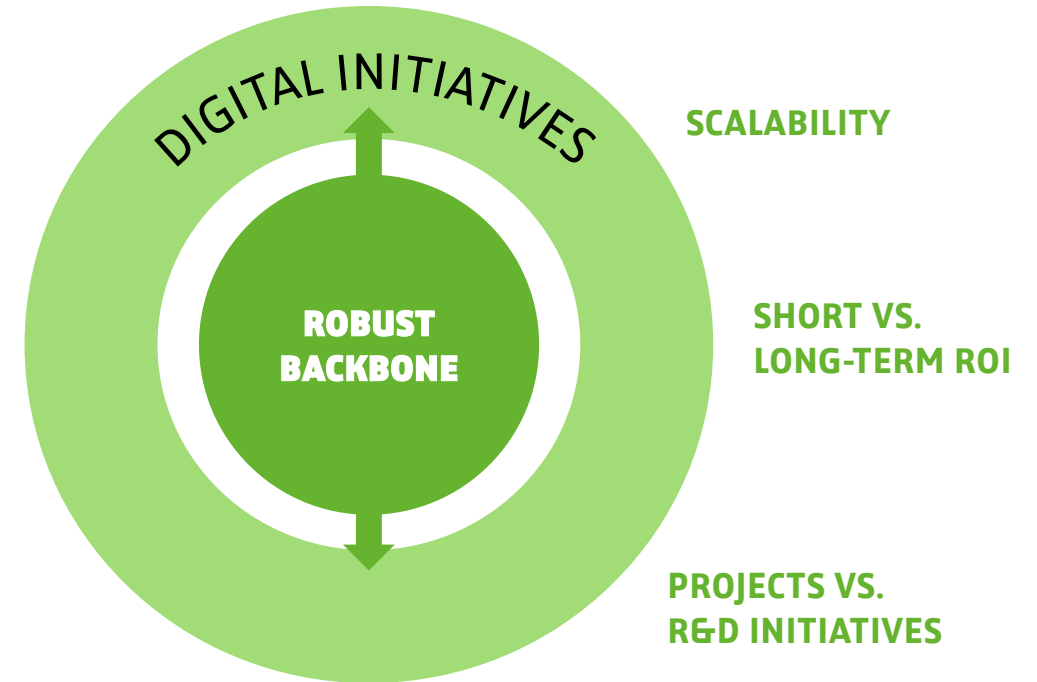 DIGITAL INITIATIVES
SCALABILITY
ROBUST
BACKBONE
SHORT VS.
LONG-TERM ROI
PROJECTS VS.
R&D INITIATIVES